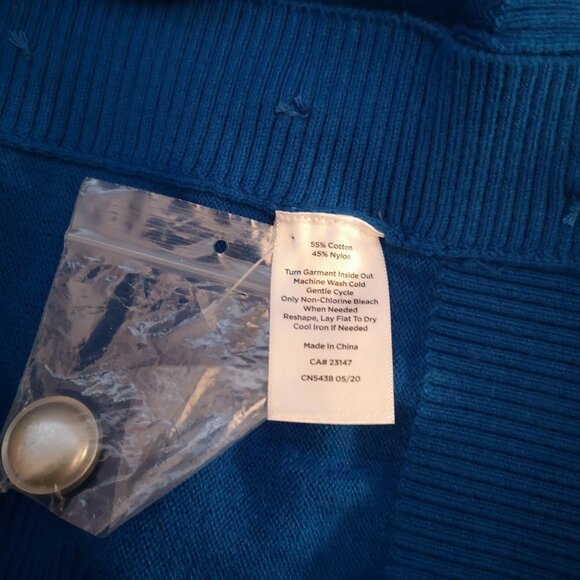 55% Cotton
45% Nylon
Turn Garment Inside Out
Machine Wash Cold
Gentle Cycle
Only Non-Chlorine Bleach
When Needed
Reshape, Lay Flat To Dry
Cool Iron if Needed
Made in China
CA# 23147
CN5438 05/20